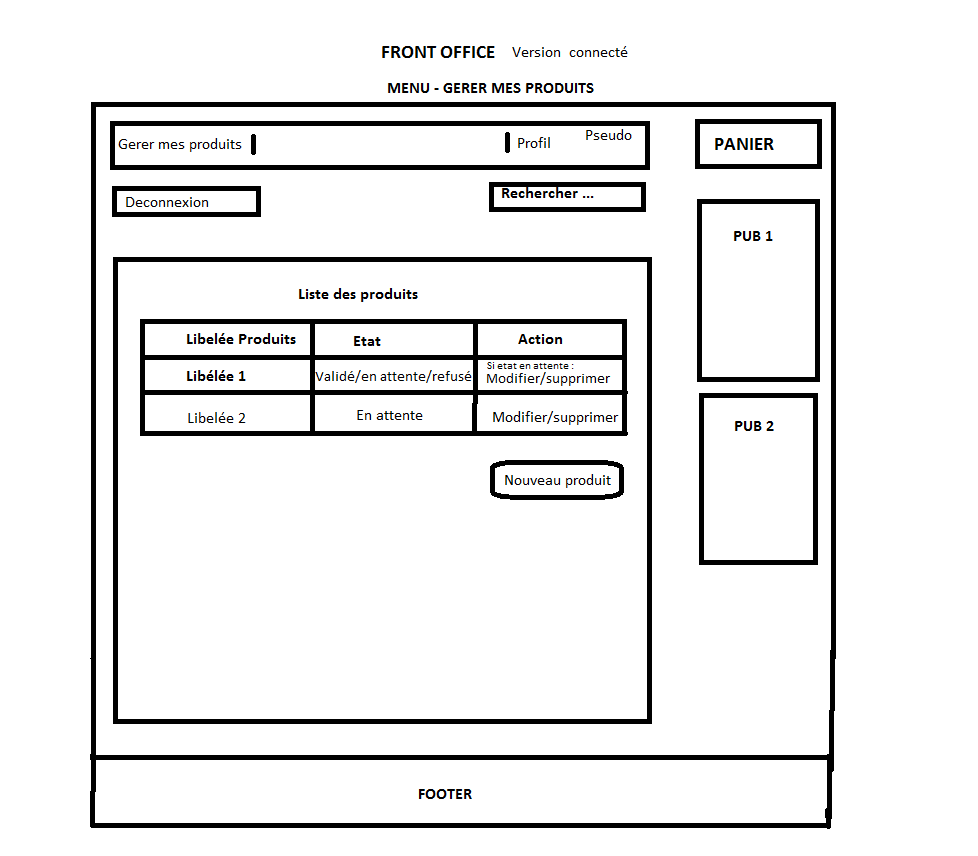 FRONT OFFICE Version connecté
MENU - GERER MES PRODUITS
Gerer mes produits
Profil
Pseudo
PANIER
Deconnexion
Rechercher ...
PUB 1
Liste des produits
Libelée Produits Etat Action
Libélée 1 Validé/en attente/refusé Si etat en attente :
Modifier/supprimer
Libelée 2 En attente Modifier/supprimer
PUB 2
Nouveau produit
FOOTER